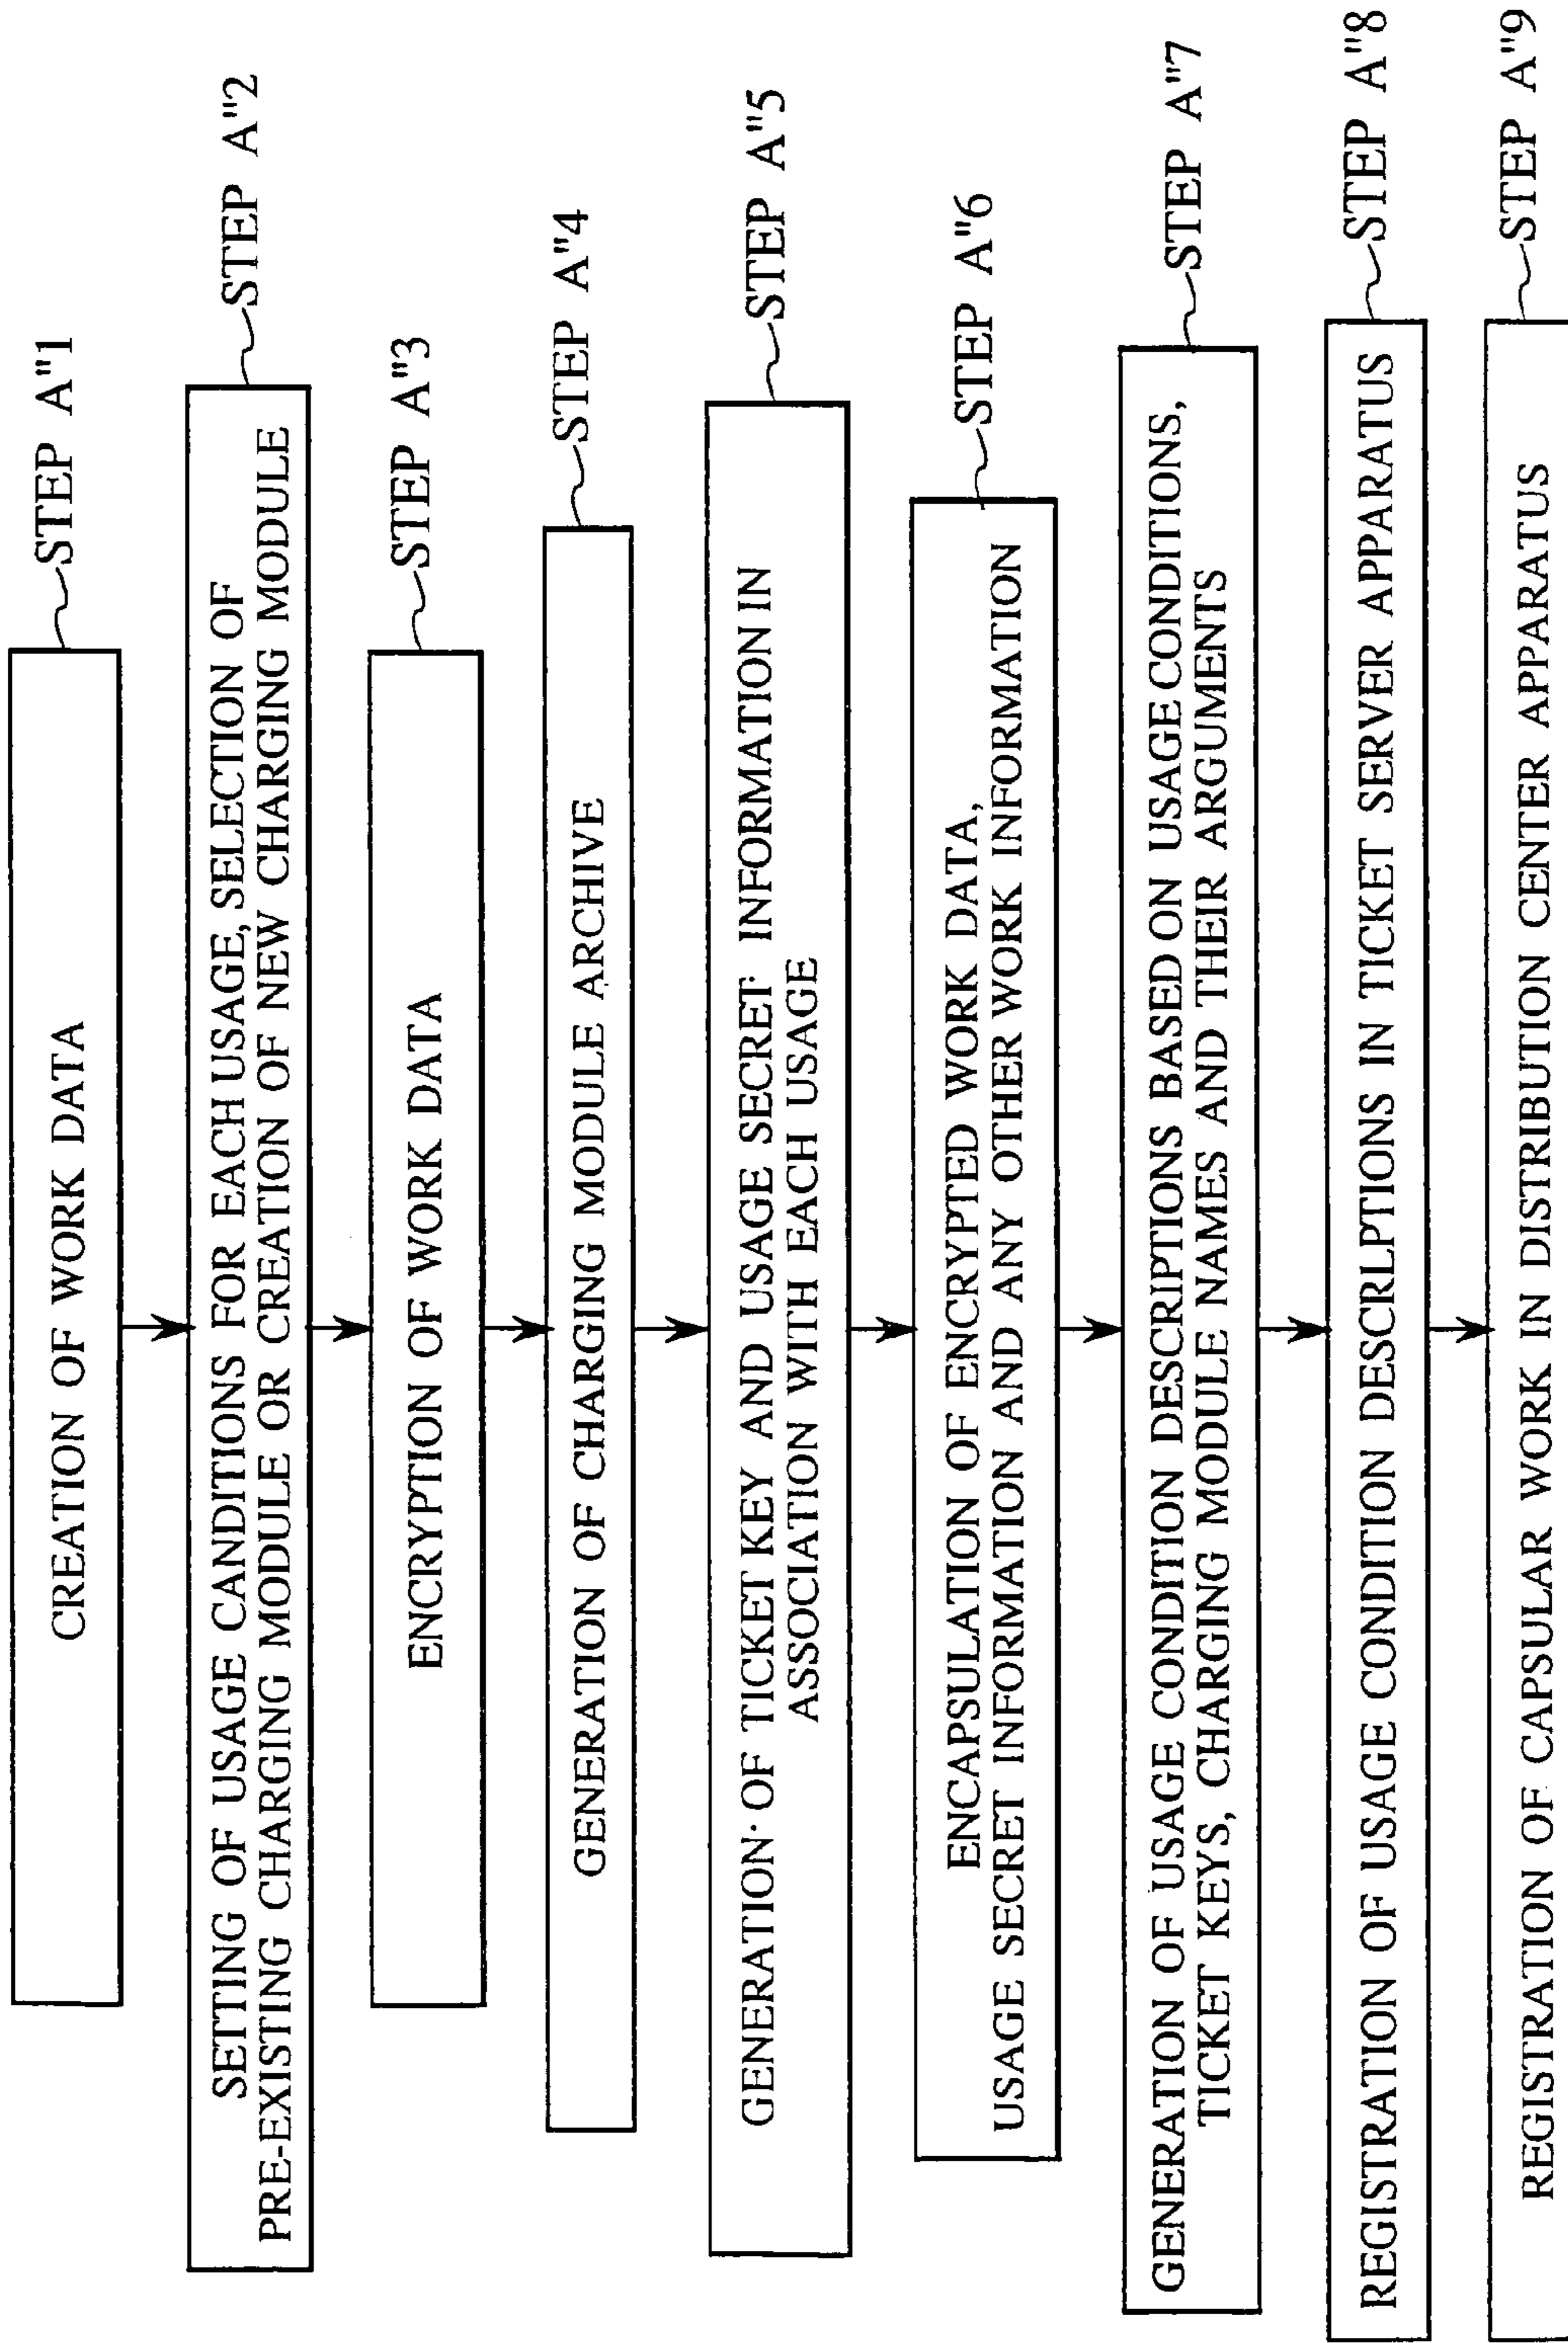 CREATION OF WORK DATA
STEP A"1
SETTING OF USAGE CANDITIONS FOR EACH USAGE, SELECTION OF
PRE-EXISTING CHARGING MODULE OR CREATION OF NEW CHARGING MODULE
STEP A"2
ENCRYPTION OF WORK DATA
STEP A"3
GENERATION OF CHARGING MODULE ARCHIVE
STEP A"4
GENERATION OF TICKET KEY AND USAGE SECRET INFORMATION IN
ASSOCIATION WITH EACH USAGE
STEP A"5
ENCAPSULATION OF ENCRYPTED WORK DATA,
USAGE SECRET INFORMATION AND ANY OTHER WORK INFORMATION
STEP A"6
GENERATION OF USAGE CONDITION DESCRIPTIONS BASED ON USAGE CONDITIONS,
TICKET KEYS, CHARGING MODULE NAMES AND THEIR ARGUMENTS
STEP A"7
REGISTRATION OF USAGE CONDITION DESCRLPTIONS IN TICKET SERVER APPARATUS
STEP A"8
REGISTRATION OF CAPSULAR WORK IN DISTRIBUTION CENTER APPARATUS
STEP A"9